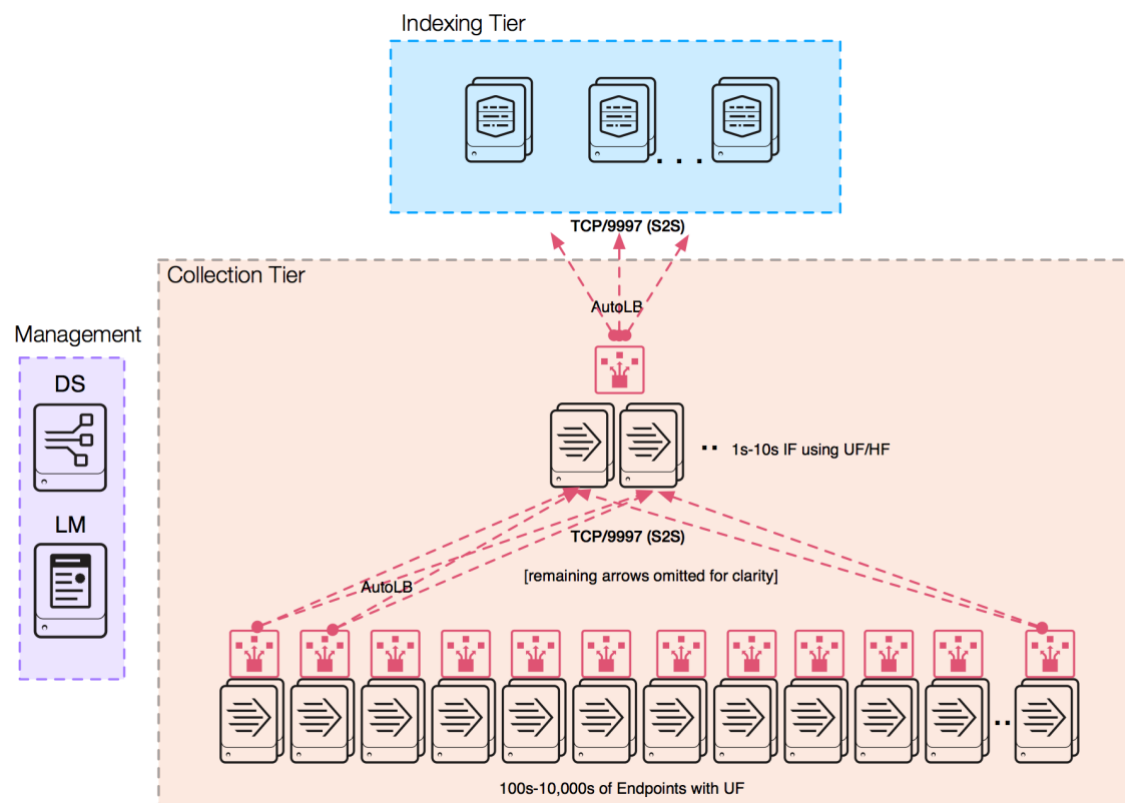 Indexing Tier
. . .
TCP/9997 (S2S)
Collection Tier
AutoLB
Management
DS
LM
.. 1s-10s IF using UF/HF
TCP/9997 (S2S)
[remaining arrows omitted for clarity]
AutoLB
..
100s-10,000s of Endpoints with UF